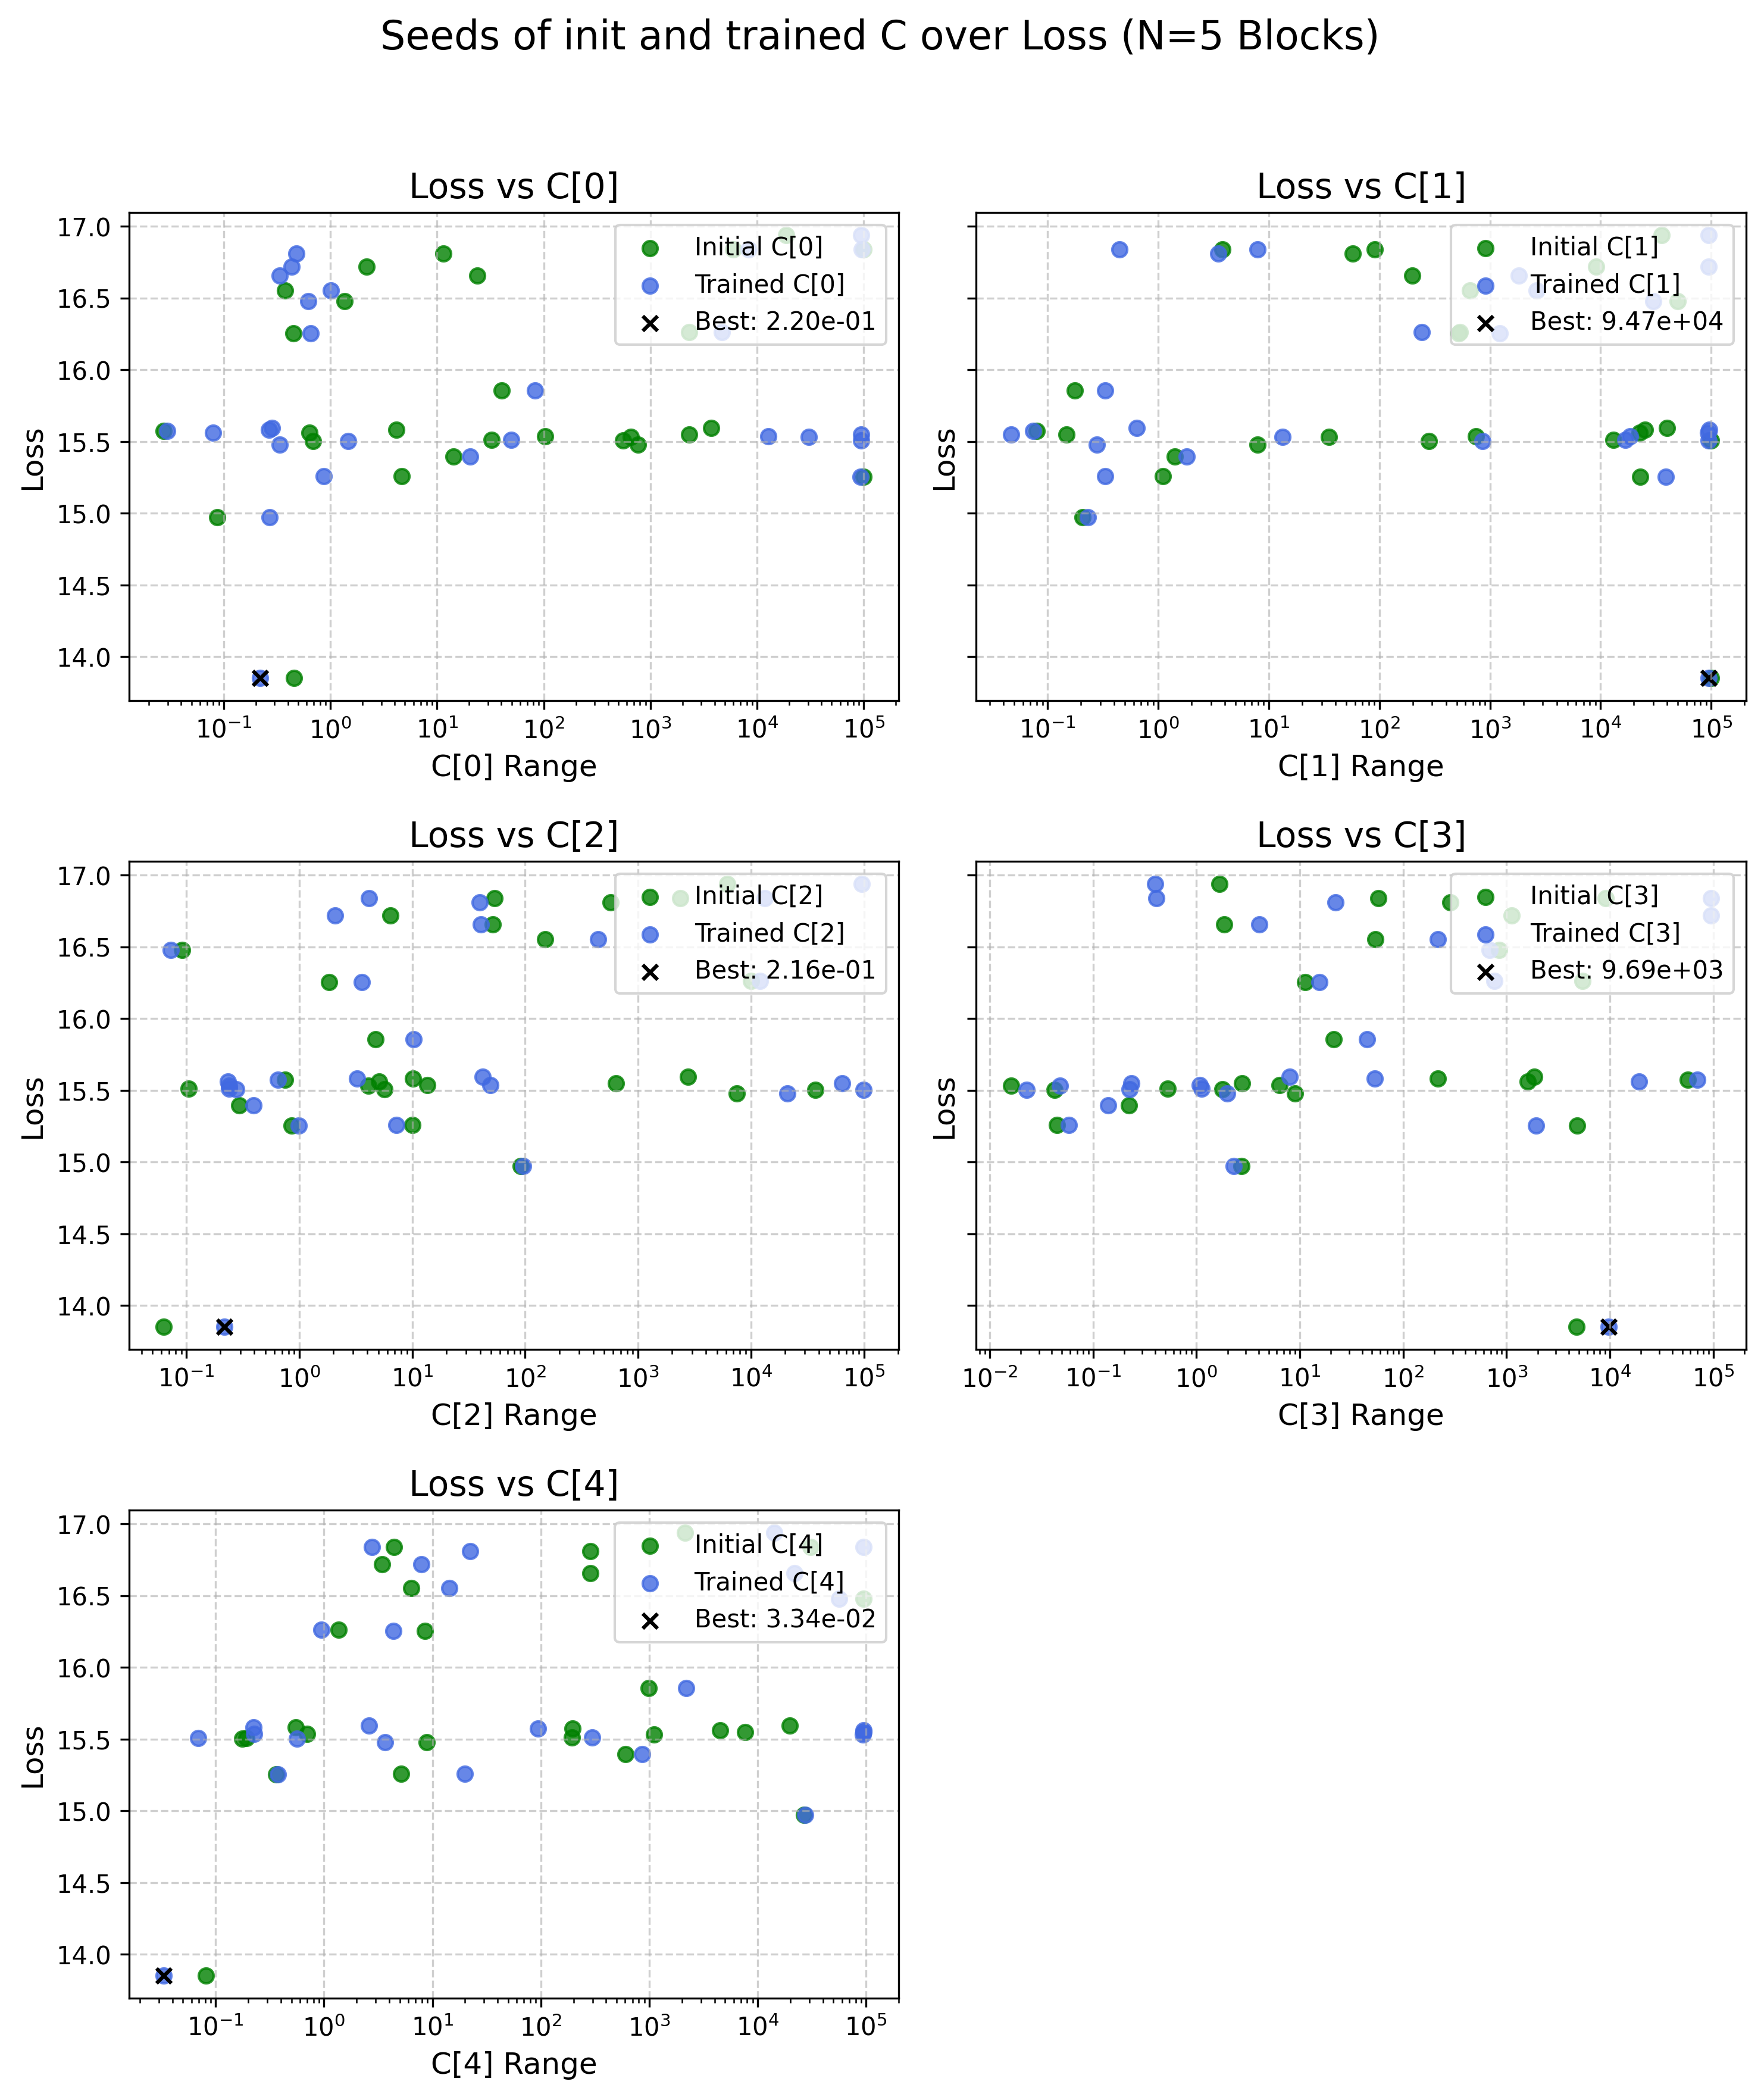 Seeds of init and trained C over Loss (N=5 Blocks)
Loss vs C[0]
17.0
16.5
16.0
15.5
15.0
14.5
14.0
Loss
Initial C[0]
Trained C[0]
Best: 2.20e-01
10⁻¹ 10⁰ 10¹ 10² 10³ 10⁴ 10⁵
C[0] Range
Loss vs C[1]
Loss
Initial C[1]
Trained C[1]
Best: 9.47e+04
10⁻¹ 10⁰ 10¹ 10² 10³ 10⁴ 10⁵
C[1] Range
Loss vs C[2]
17.0
16.5
16.0
15.5
15.0
14.5
14.0
Loss
Initial C[2]
Trained C[2]
Best: 2.16e-01
10⁻¹ 10⁰ 10¹ 10² 10³ 10⁴ 10⁵
C[2] Range
Loss vs C[3]
Loss
Initial C[3]
Trained C[3]
Best: 9.69e+03
10⁻² 10⁻¹ 10⁰ 10¹ 10² 10³ 10⁴ 10⁵
C[3] Range
Loss vs C[4]
17.0
16.5
16.0
15.5
15.0
14.5
14.0
Loss
Initial C[4]
Trained C[4]
Best: 3.34e-02
10⁻¹ 10⁰ 10¹ 10² 10³ 10⁴ 10⁵
C[4] Range